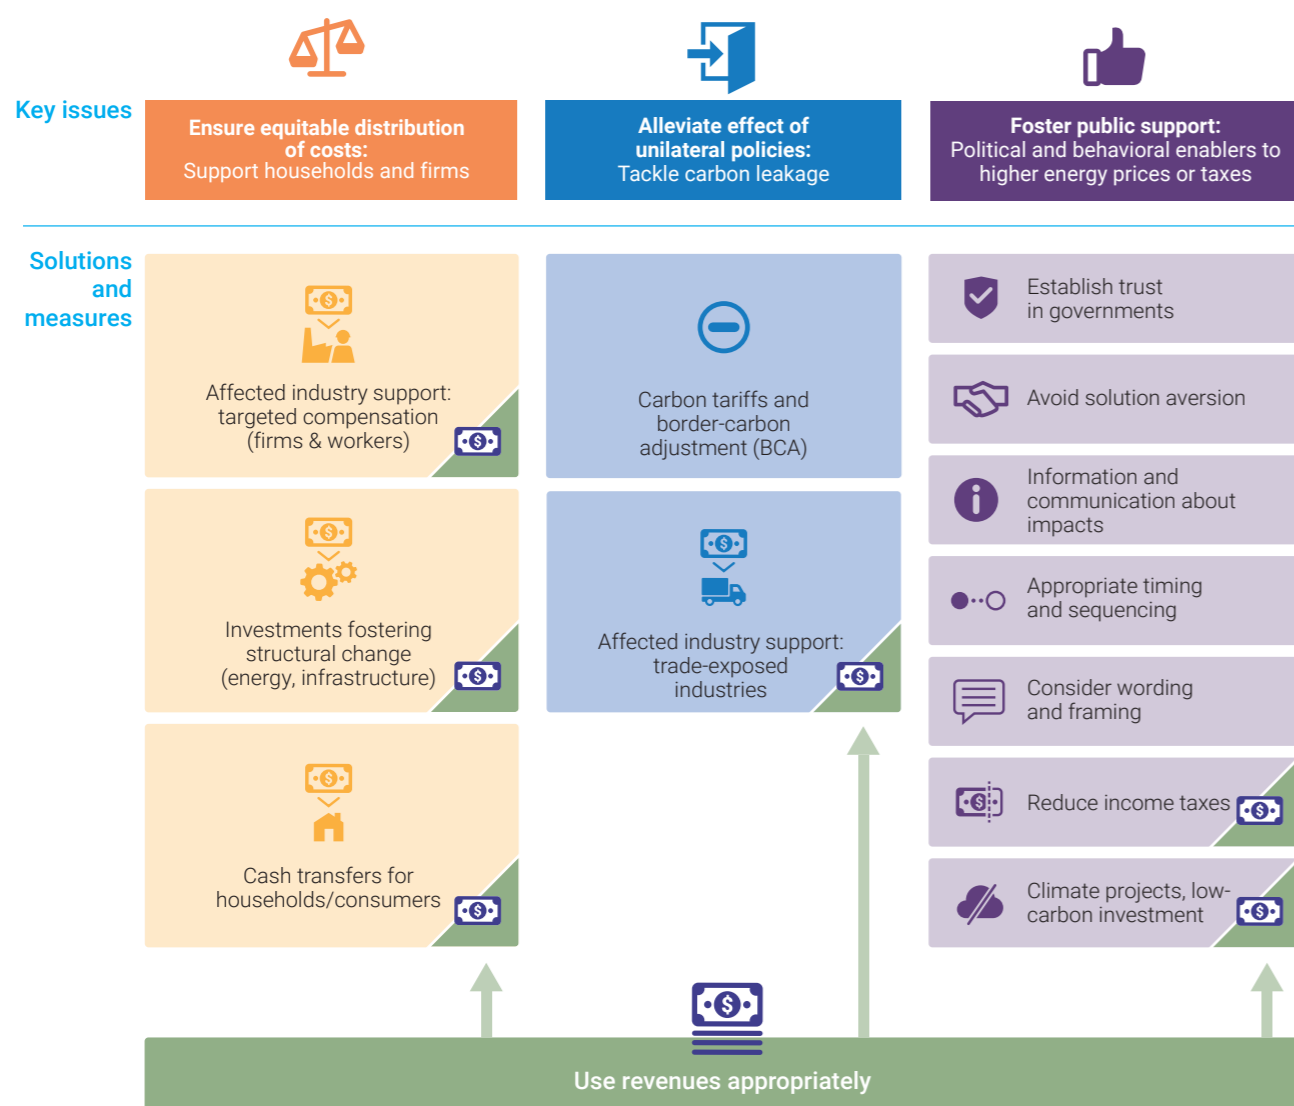 Key issues
Ensure equitable distribution
of costs:
Support households and firms
Alleviate effect of
unilateral policies:
Tackle carbon leakage
Foster public support:
Political and behavioral enablers to
higher energy prices or taxes
Solutions
and
measures
Affected industry support:
targeted compensation
(firms & workers)
Investments fostering
structural change
(energy, infrastructure)
Cash transfers for
households/consumers
Carbon tariffs and
border-carbon
adjustment (BCA)
Affected industry support:
trade-exposed
industries
Establish trust
in governments
Avoid solution aversion
Information and
communication about
impacts
Appropriate timing
and sequencing
Consider wording
and framing
Reduce income taxes
Climate projects, low-
carbon investment
Use revenues appropriately